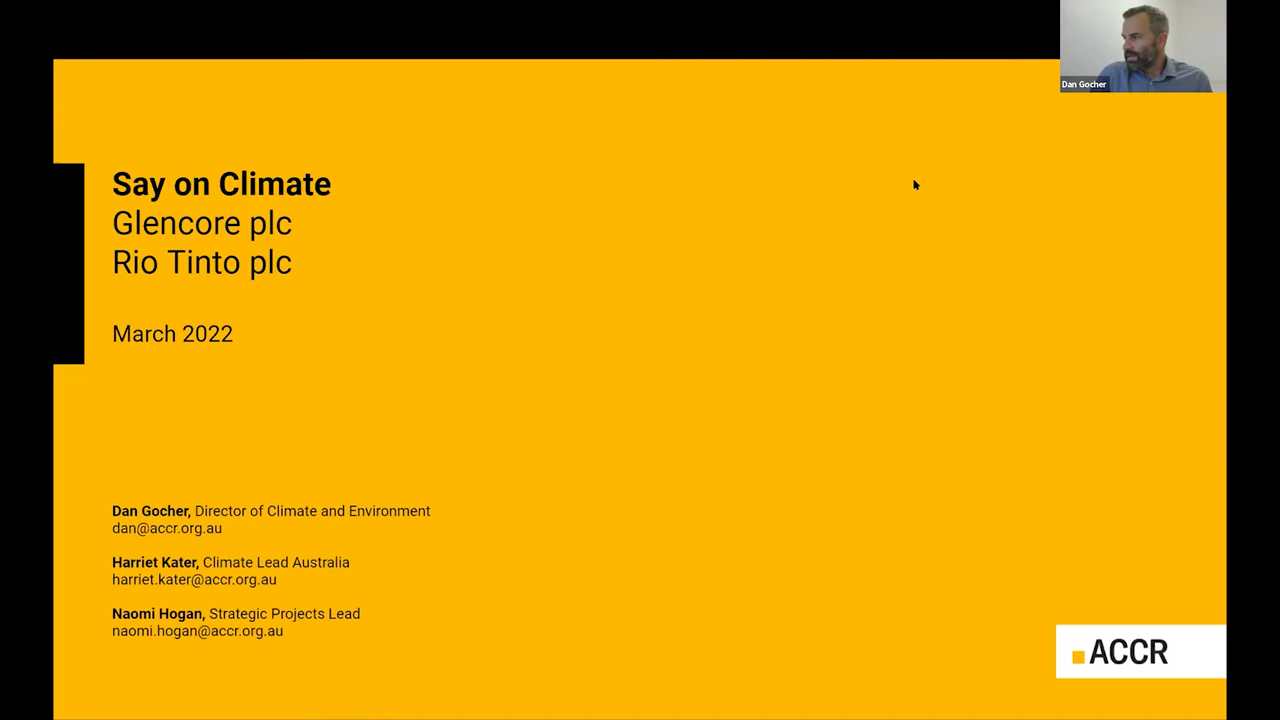 Dan Gocher
Say on Climate
Glencore plc
Rio Tinto plc
March 2022
Dan Gocher, Director of Climate and Environment
dan@accr.org.au
Harriet Kater, Climate Lead Australia
harriet.kater@accr.org.au
Naomi Hogan, Strategic Projects Lead
naomi.hogan@accr.org.au
ACCR